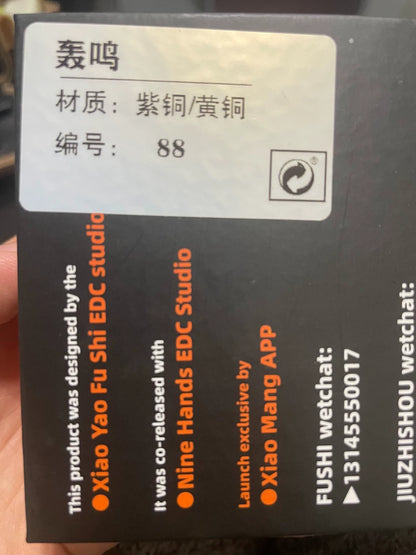 轰鸣
材质：紫铜/黄铜
编号：88
®
This product was designed by the
●Xiao Yao Fu Shi EDC studio
It was co-released with
●Nine Hands EDC Studio
Launch exclusive by
●Xiao Mang APP
FUSHI wetchat:
▶13145550017
JIUZHISHOU wetchat: